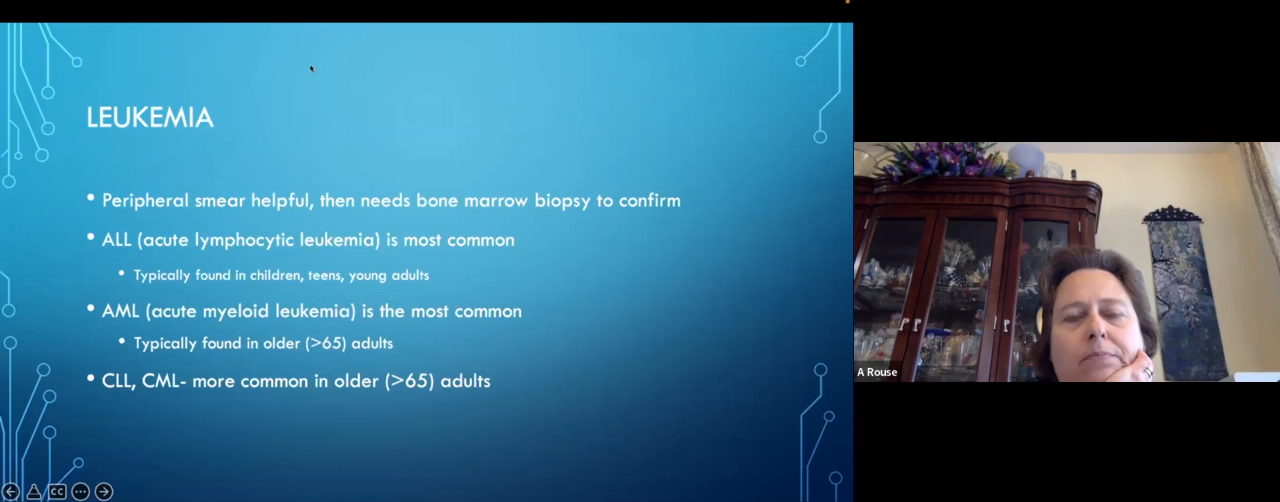 LEUKEMIA
• Peripheral smear helpful, then needs bone marrow biopsy to confirm
• ALL (acute lymphocytic leukemia) is most common
• Typically found in children, teens, young adults
• AML (acute myeloid leukemia) is the most common
• Typically found in older (>65) adults
• CLL, CML- more common in older (>65) adults
CC
A Rouse